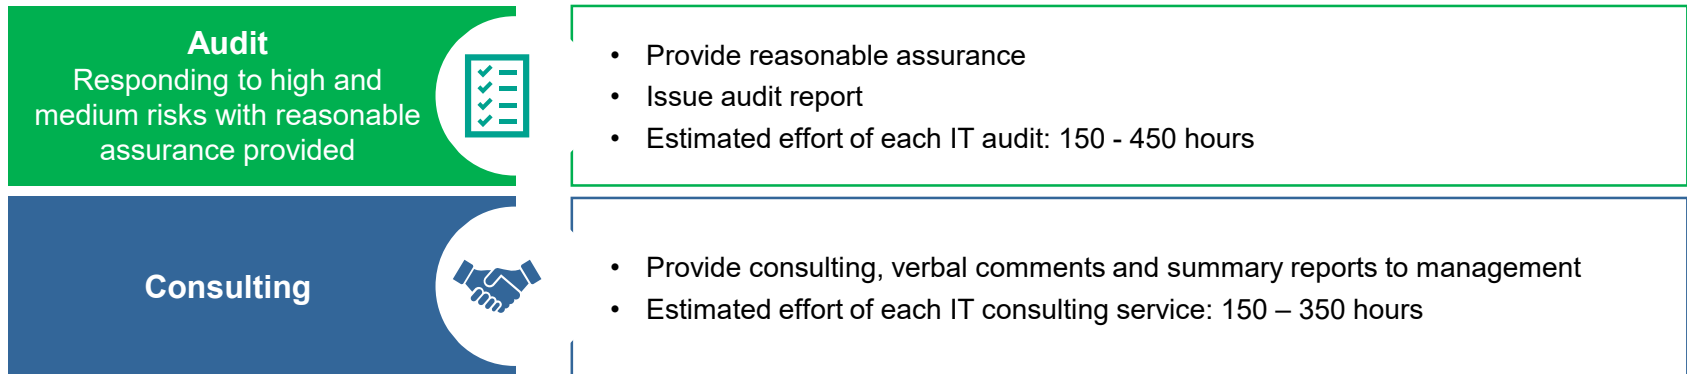 Audit
Responding to high and
medium risks with reasonable
assurance provided
• Provide reasonable assurance
• Issue audit report
• Estimated effort of each IT audit: 150 - 450 hours
Consulting
• Provide consulting, verbal comments and summary reports to management
• Estimated effort of each IT consulting service: 150 – 350 hours